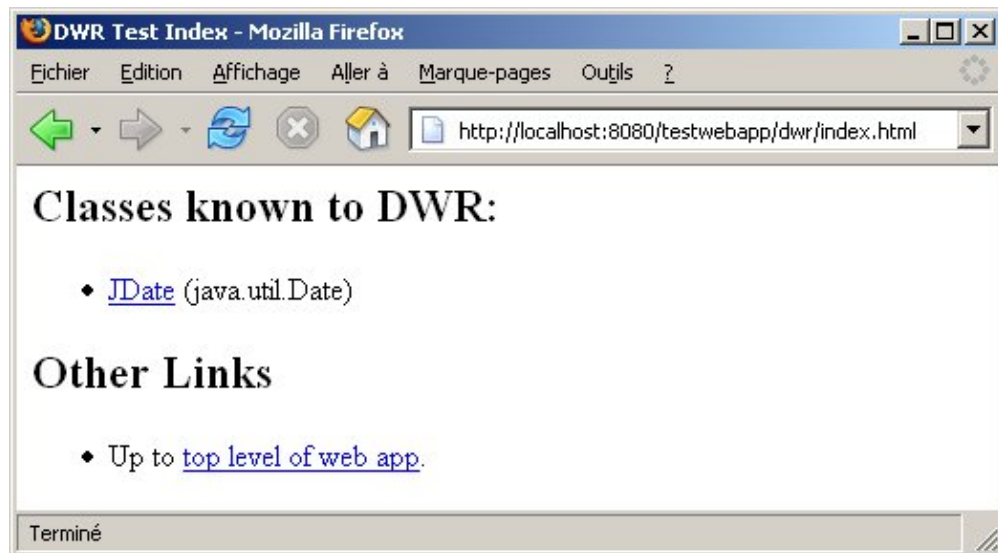 DWR Test Index - Mozilla Firefox
Fichier Edition Affichage Aller à Marque-pages Outils ?
http://localhost:8080/testwebapp/dwr/index.html
Classes known to DWR:
• JDate (java.util.Date)
Other Links
• Up to top level of web app.
Terminé